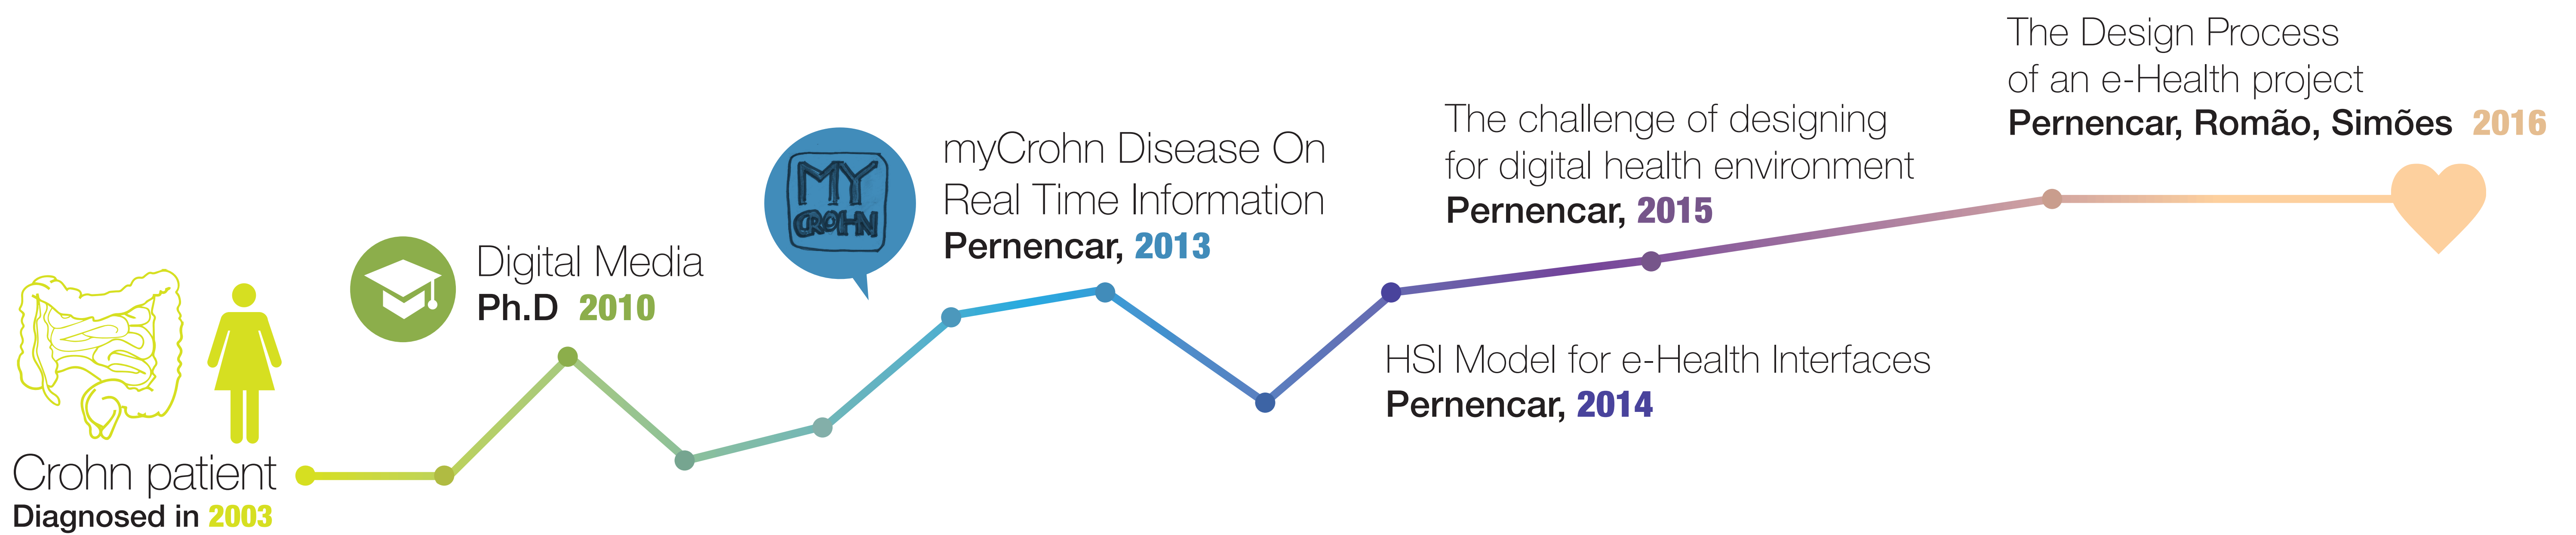 Crohn patient
Diagnosed in 2003
Digital Media
Ph.D 2010
MY
CROHN
myCrohn Disease On
Real Time Information
Pernencar, 2013
HSI Model for e-Health Interfaces
Pernencar, 2014
The challenge of designing
for digital health environment
Pernencar, 2015
The Design Process
of an e-Health project
Pernencar, Romão, Simões 2016